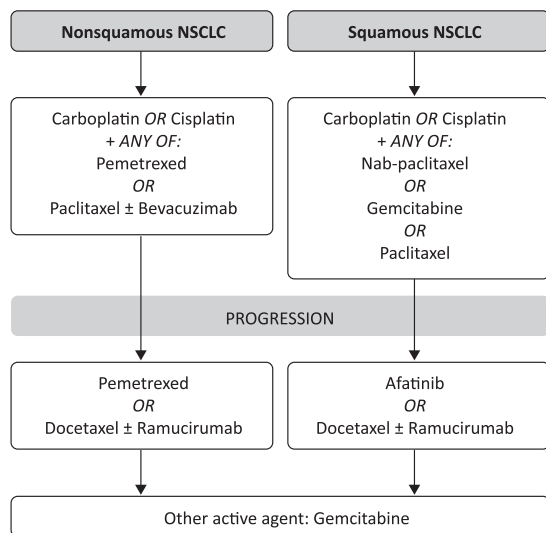 Nonsquamous NSCLC
Carboplatin OR Cisplatin
+ ANY OF:
Pemetrexed
OR
Paclitaxel ± Bevacuzimab
Squamous NSCLC
Carboplatin OR Cisplatin
+ ANY OF:
Nab-paclitaxel
OR
Gemcitabine
OR
Paclitaxel
PROGRESSION
Pemetrexed
OR
Docetaxel ± Ramucirumab
Afatinib
OR
Docetaxel ± Ramucirumab
Other active agent: Gemcitabine